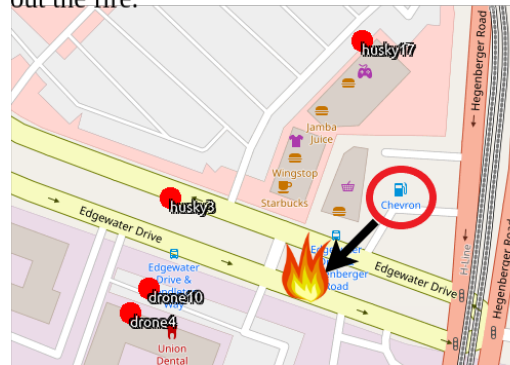 out the fire.
husky17
Hegenberger Road
Jamba
Juice
Wingstop
Starbucks
Chevron
husky3
Edgewater Drive
Edgewater Drive
H Line
Hegenberger Road
Edgewater
Drive &
drone10
drone4
Road
Union
Dental